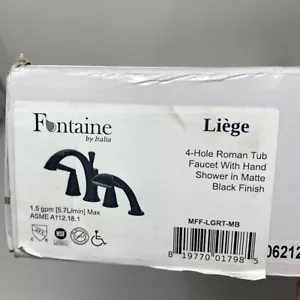 Fontaine
by Italia
Liège
4-Hole Roman Tub
Faucet With Hand
Shower in Matte
Black Finish
1.5 gpm [5.7L/min] Max
ASME A112.18.1
NSF
MFF-LGRT-MB
8 19770 01798 5
06212